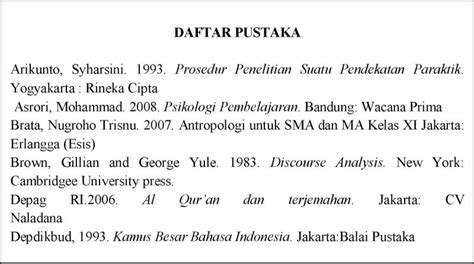 DAFTAR PUSTAKA
Arikunto, Syharsini. 1993. Prosedur Penelitian Suatu Pendekatan Paraktik.
Yogyakarta : Rineka Cipta
Asrori, Mohammad. 2008. Psikologi Pembelajaran. Bandung: Wacana Prima
Brata, Nugroho Trisnu. 2007. Antropologi untuk SMA dan MA Kelas XI Jakarta:
Erlangga (Esis)
Brown, Gillian and George Yule. 1983. Discourse Analysis. New York:
Cambridgee University press.
Depag RI.2006. Al Qur’an dan terjemahan. Jakarta: CV
Naladana
Depdikbud, 1993. Kamus Besar Bahasa Indonesia. Jakarta:Balai Pustaka